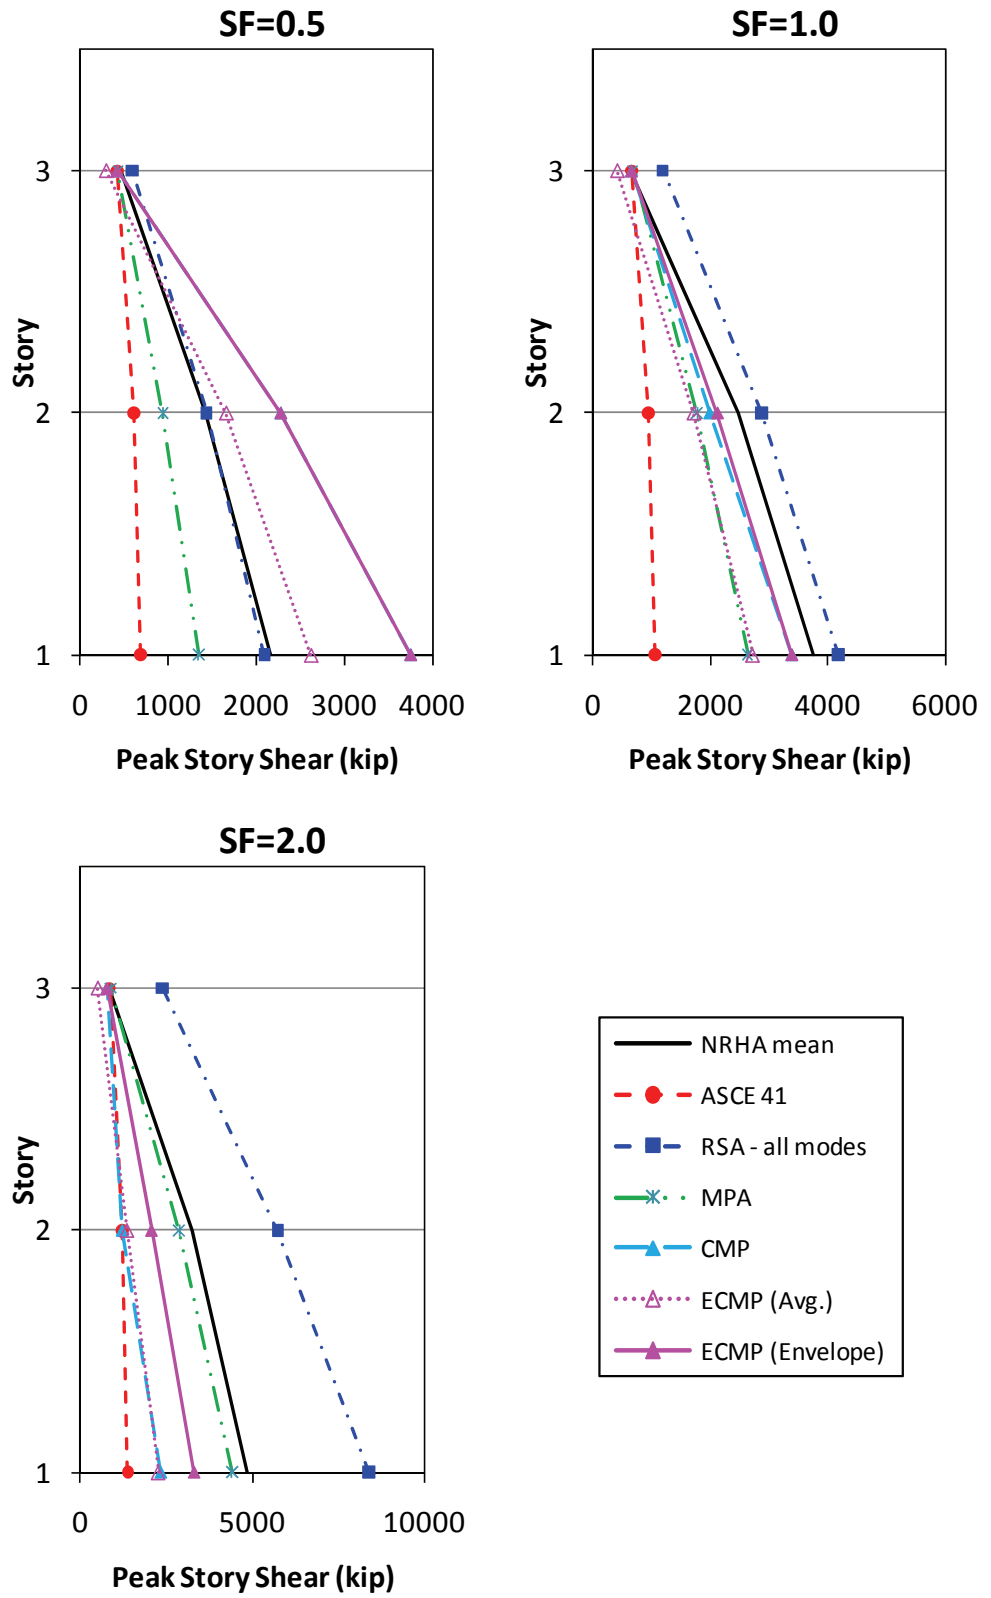 SF=0.5
3
2
1
Story
0 1000 2000 3000 4000
Peak Story Shear (kip)
SF=1.0
3
2
1
Story
0 2000 4000 6000
Peak Story Shear (kip)
SF=2.0
3
2
1
Story
0 5000 10000
Peak Story Shear (kip)
NRHA mean
ASCE 41
RSA - all modes
MPA
CMP
ECMP (Avg.)
ECMP (Envelope)